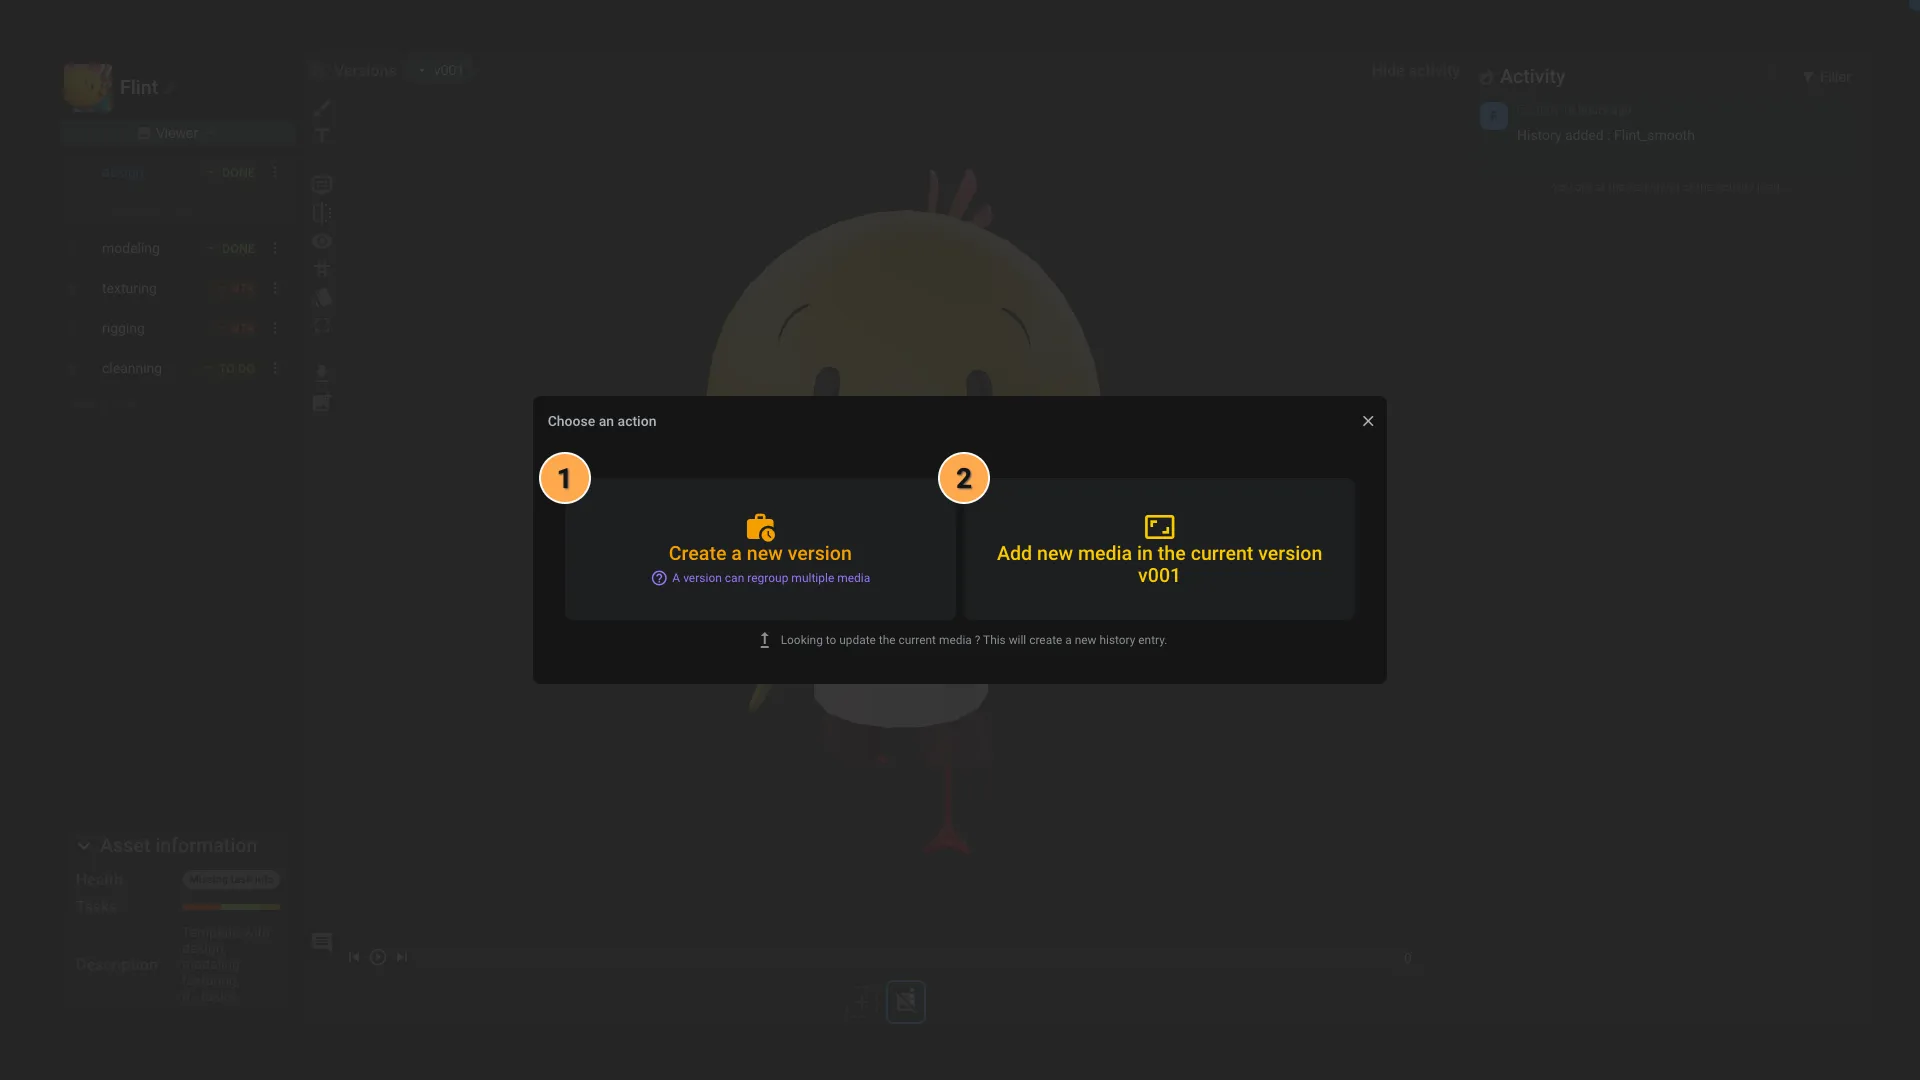 Flint
Viewer
design
DONE
modeling
DONE
texturing
rigging
cleanning
TO DO
Asset information
Health
Tasks
Description
Versions
v001
Hide activity
Choose an action
1
Create a new version
A version can regroup multiple media
2
Add new media in the current version
v001
Looking to update the current media ? This will create a new history entry.
0
Activity
Filter
History added : Flint_smooth